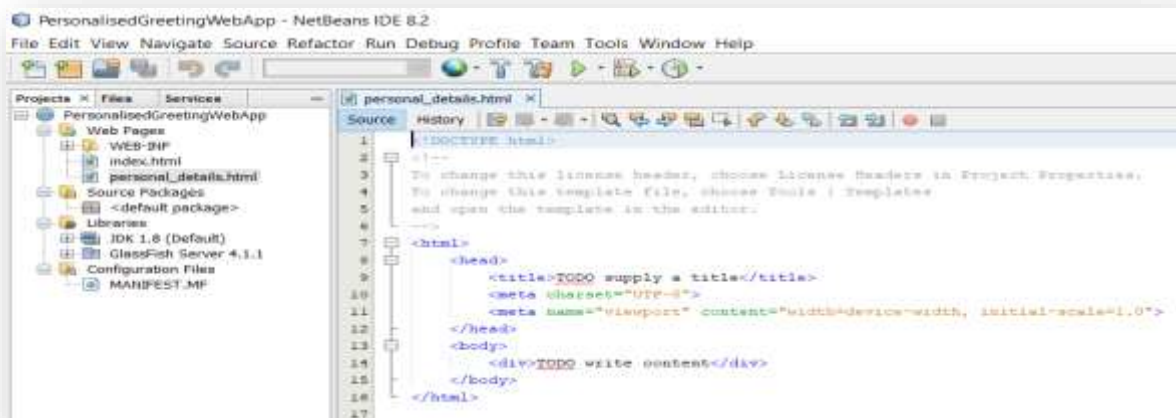 PersonalisedGreetingWebApp - NetBeans IDE 8.2
File Edit View Navigate Source Refactor Run Debug Profile Team Tools Window Help
Projects × Files Services
PersonalisedGreetingWebApp
Web Pages
WEB-INF
index.html
personal_details.html
Source Packages
<default package>
Libraries
JDK 1.8 (Default)
GlassFish Server 4.1.1
Configuration Files
MANIFEST.MF
personal_details.html ×
Source History
1 <!DOCTYPE html>
2 <!--
3 To change this license header, choose License Headers in Project Properties.
4 To change this template file, choose Tools | Templates
5 and open the template in the editor.
6 -->
7 <html>
8 <head>
9 <title>TODO supply a title</title>
10 <meta charset="UTF-8">
11 <meta name="viewport" content="width=device-width, initial-scale=1.0">
12 </head>
13 <body>
14 <div>TODO write content</div>
15 </body>
16 </html>
17